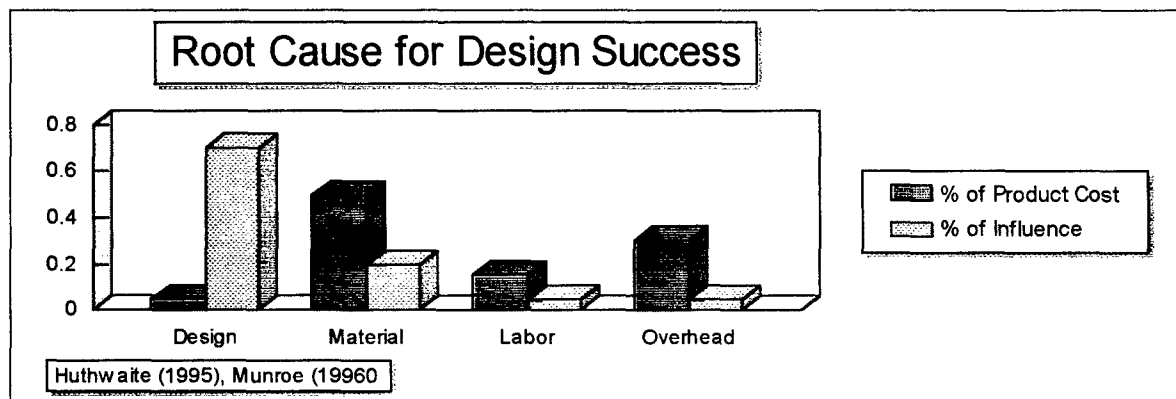 Root Cause for Design Success
0.8
0.6
0.4
0.2
0
Design Material Labor Overhead
% of Product Cost
% of Influence
Huthwaite (1995), Munroe (19960